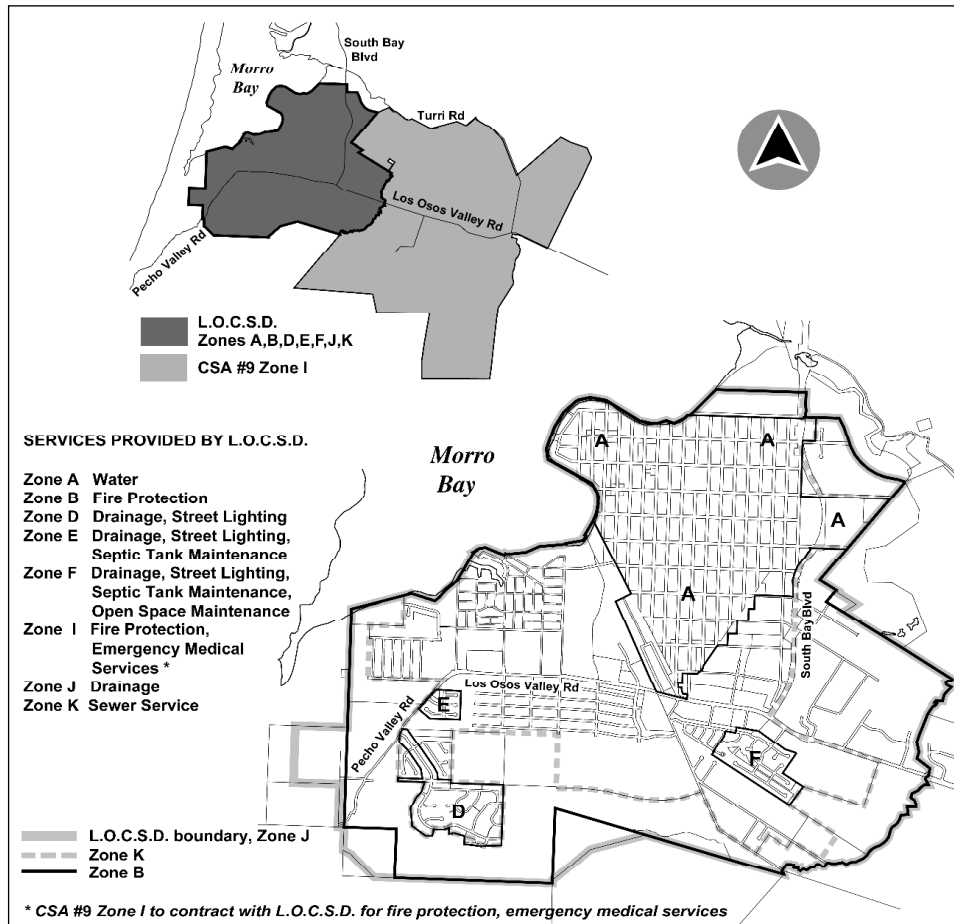 South Bay
Blvd
Morro
Bay
Turri Rd
Los Osos Valley Rd
Pecho Valley Rd
L.O.C.S.D.
Zones A,B,D,E,F,J,K
CSA #9 Zone I
SERVICES PROVIDED BY L.O.C.S.D.
Zone A Water
Zone B Fire Protection
Zone D Drainage, Street Lighting
Zone E Drainage, Street Lighting,
Septic Tank Maintenance
Zone F Drainage, Street Lighting,
Septic Tank Maintenance,
Open Space Maintenance
Zone I Fire Protection,
Emergency Medical
Services *
Zone J Drainage
Zone K Sewer Service
Morro
Bay
A
A
A
A
South Bay Blvd
Los Osos Valley Rd
Pecho Valley Rd
E
F
D
L.O.C.S.D. boundary, Zone J
Zone K
Zone B
* CSA #9 Zone I to contract with L.O.C.S.D. for fire protection, emergency medical services